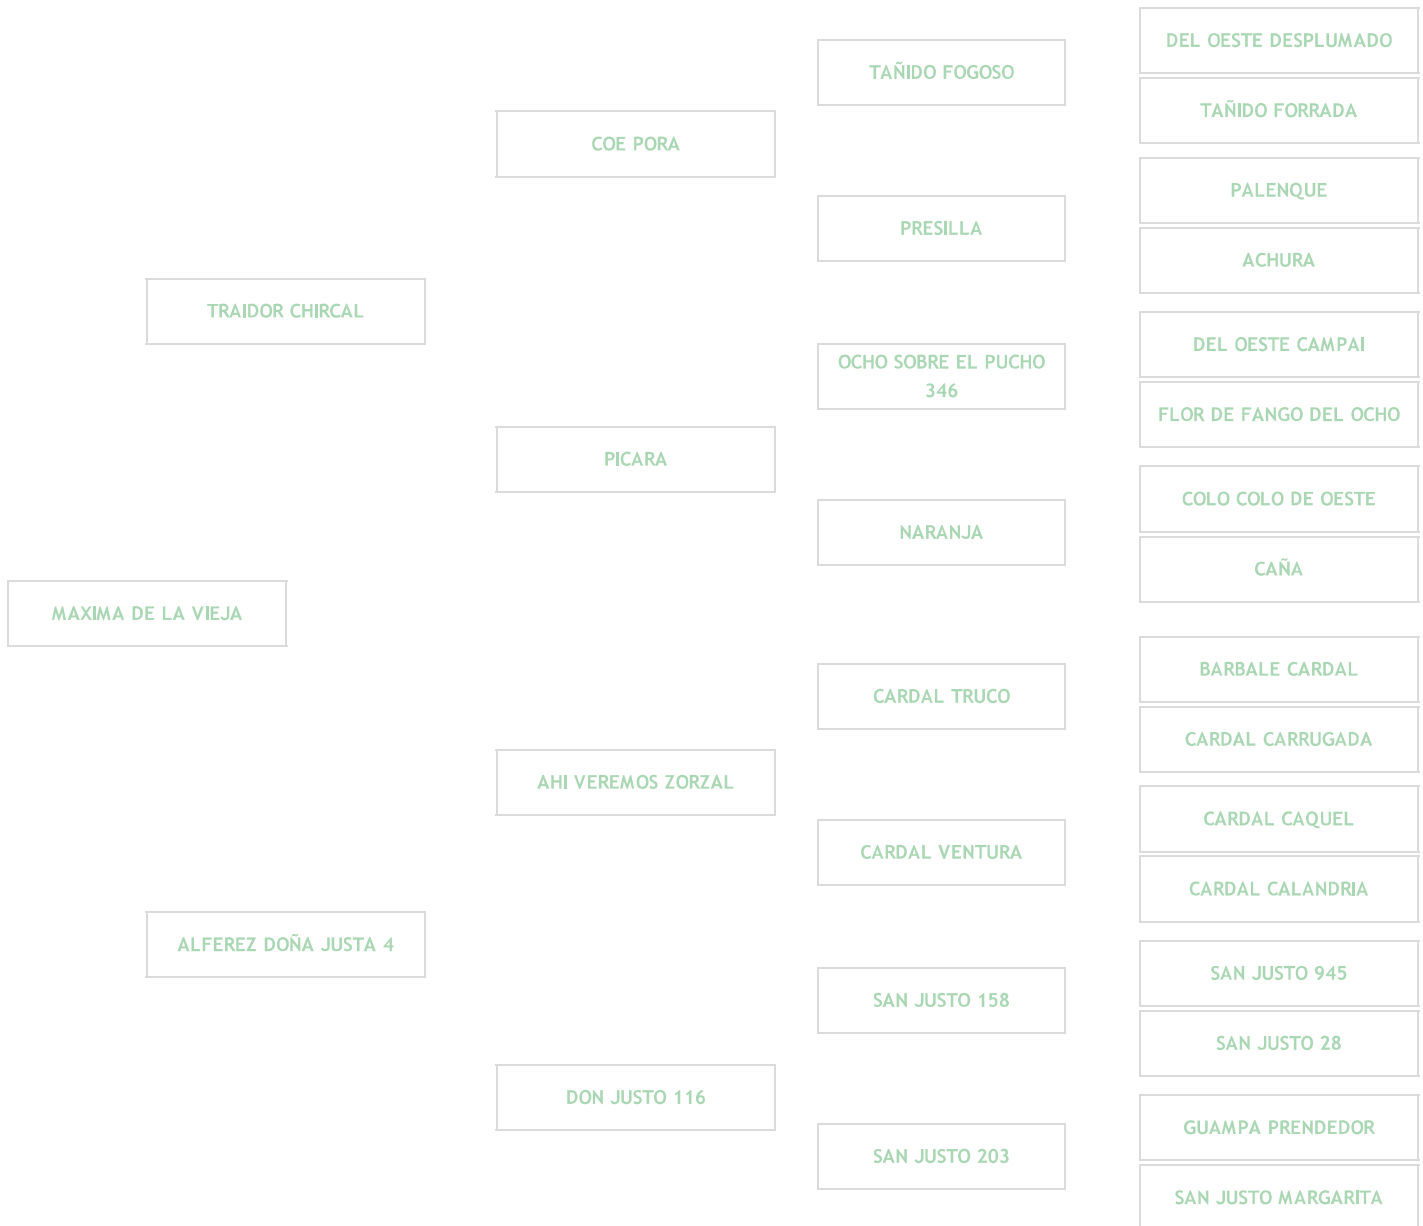 DEL OESTE DESPLUMADO
TAÑIDO FOGOSO
TAÑIDO FORRADA
COE PORA
PALENQUE
PRESILLA
ACHURA
TRAIDOR CHIRCAL
DEL OESTE CAMPAI
OCHO SOBRE EL PUCHO
346
FLOR DE FANGO DEL OCHO
PICARA
COLO COLO DE OESTE
NARANJA
CAÑA
MAXIMA DE LA VIEJA
BARBALE CARDAL
CARDAL TRUCO
CARDAL CARRUGADA
AHI VEREMOS ZORZAL
CARDAL CAQUEL
CARDAL VENTURA
CARDAL CALANDRIA
ALFEREZ DOÑA JUSTA 4
SAN JUSTO 945
SAN JUSTO 158
SAN JUSTO 28
DON JUSTO 116
GUAMPA PRENDEDOR
SAN JUSTO 203
SAN JUSTO MARGARITA